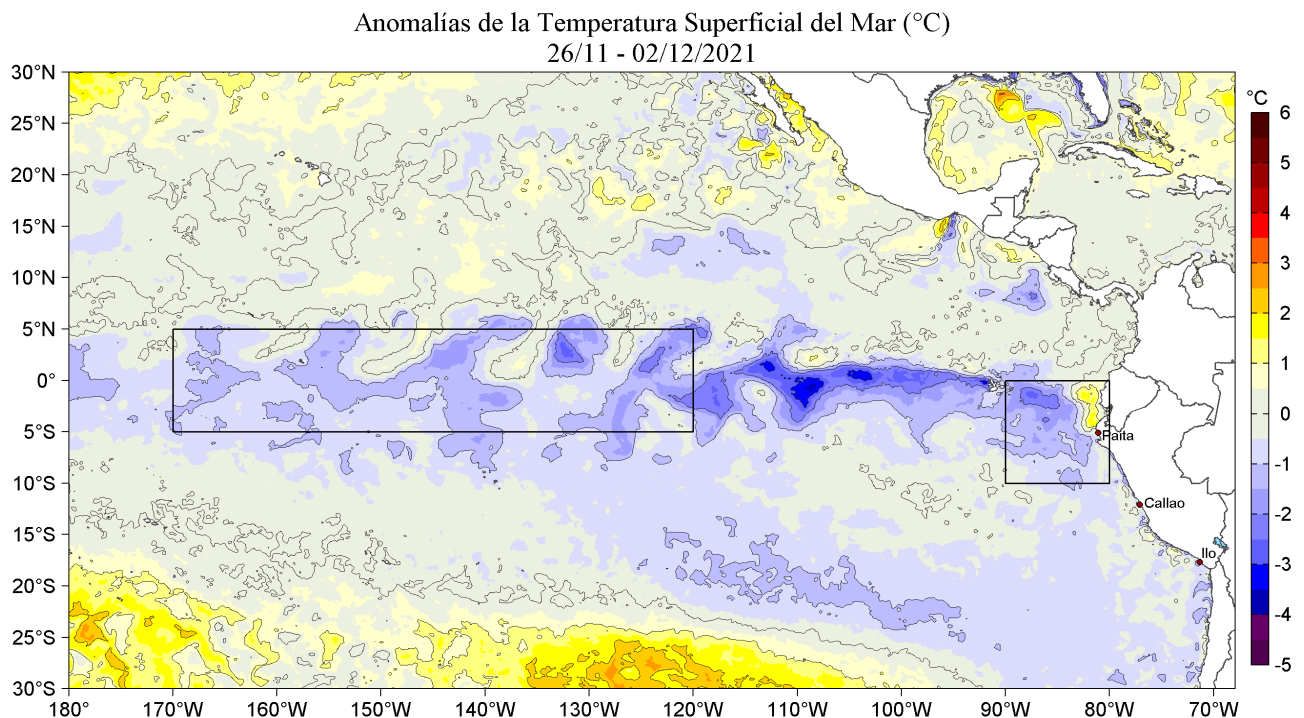 Anomalías de la Temperatura Superficial del Mar (°C)
26/11 - 02/12/2021
30°N
25°N
20°N
15°N
10°N
5°N
0°
5°S
10°S
15°S
20°S
25°S
30°S
180°
170°W
160°W
150°W
140°W
130°W
120°W
110°W
100°W
90°W
80°W
70°W
Paita
Callao
Ilo
°C
6
5
4
3
2
1
0
-1
-2
-3
-4
-5